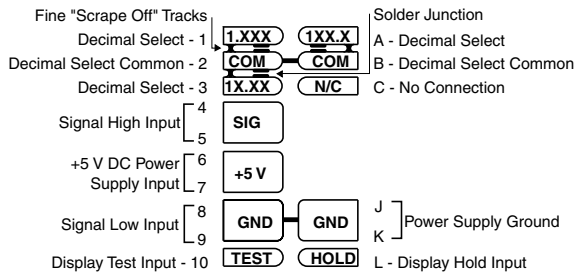 Fine "Scrape Off" Tracks
Solder Junction
Decimal Select - 1 1.XXX 1XX.X A - Decimal Select
Decimal Select Common - 2 COM COM B - Decimal Select Common
Decimal Select - 3 1X.XX N/C C - No Connection
4
Signal High Input SIG
5
+5 V DC Power 6
Supply Input 7 +5 V
8 J
Signal Low Input GND GND Power Supply Ground
9 K
Display Test Input - 10 TEST HOLD L - Display Hold Input